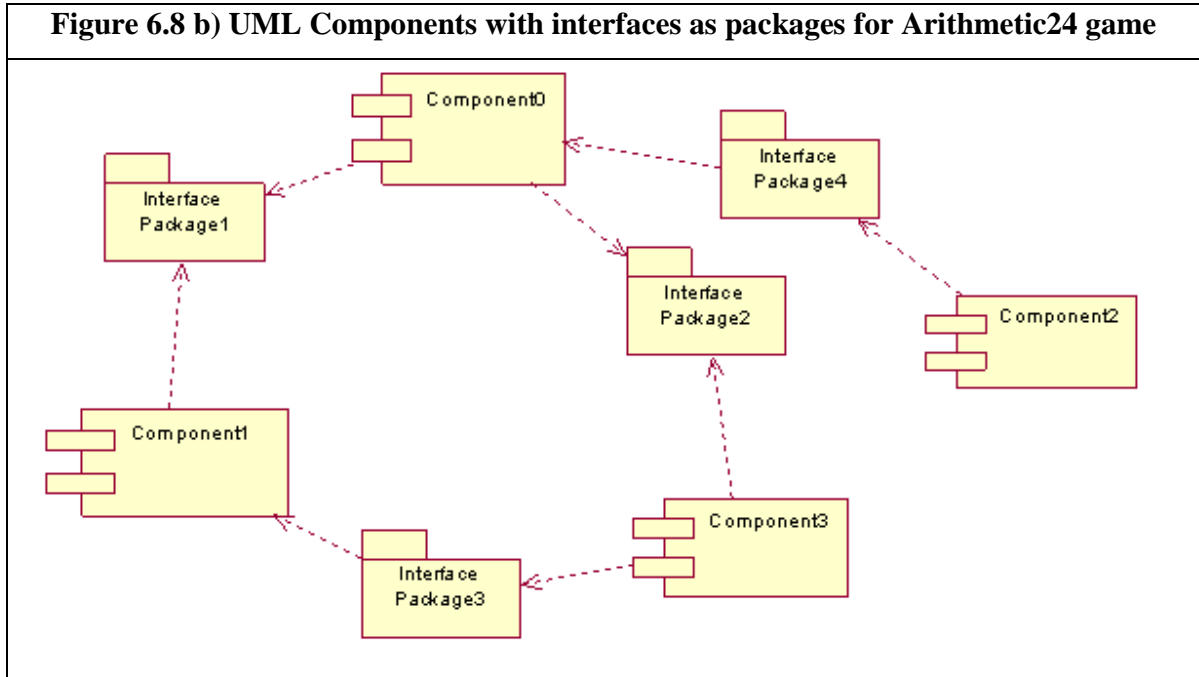 Figure 6.8 b) UML Components with interfaces as packages for Arithmetic24 game
Component0
Interface
Package4
Interface
Package1
Interface
Package2
Component2
Component1
Component3
Interface
Package3